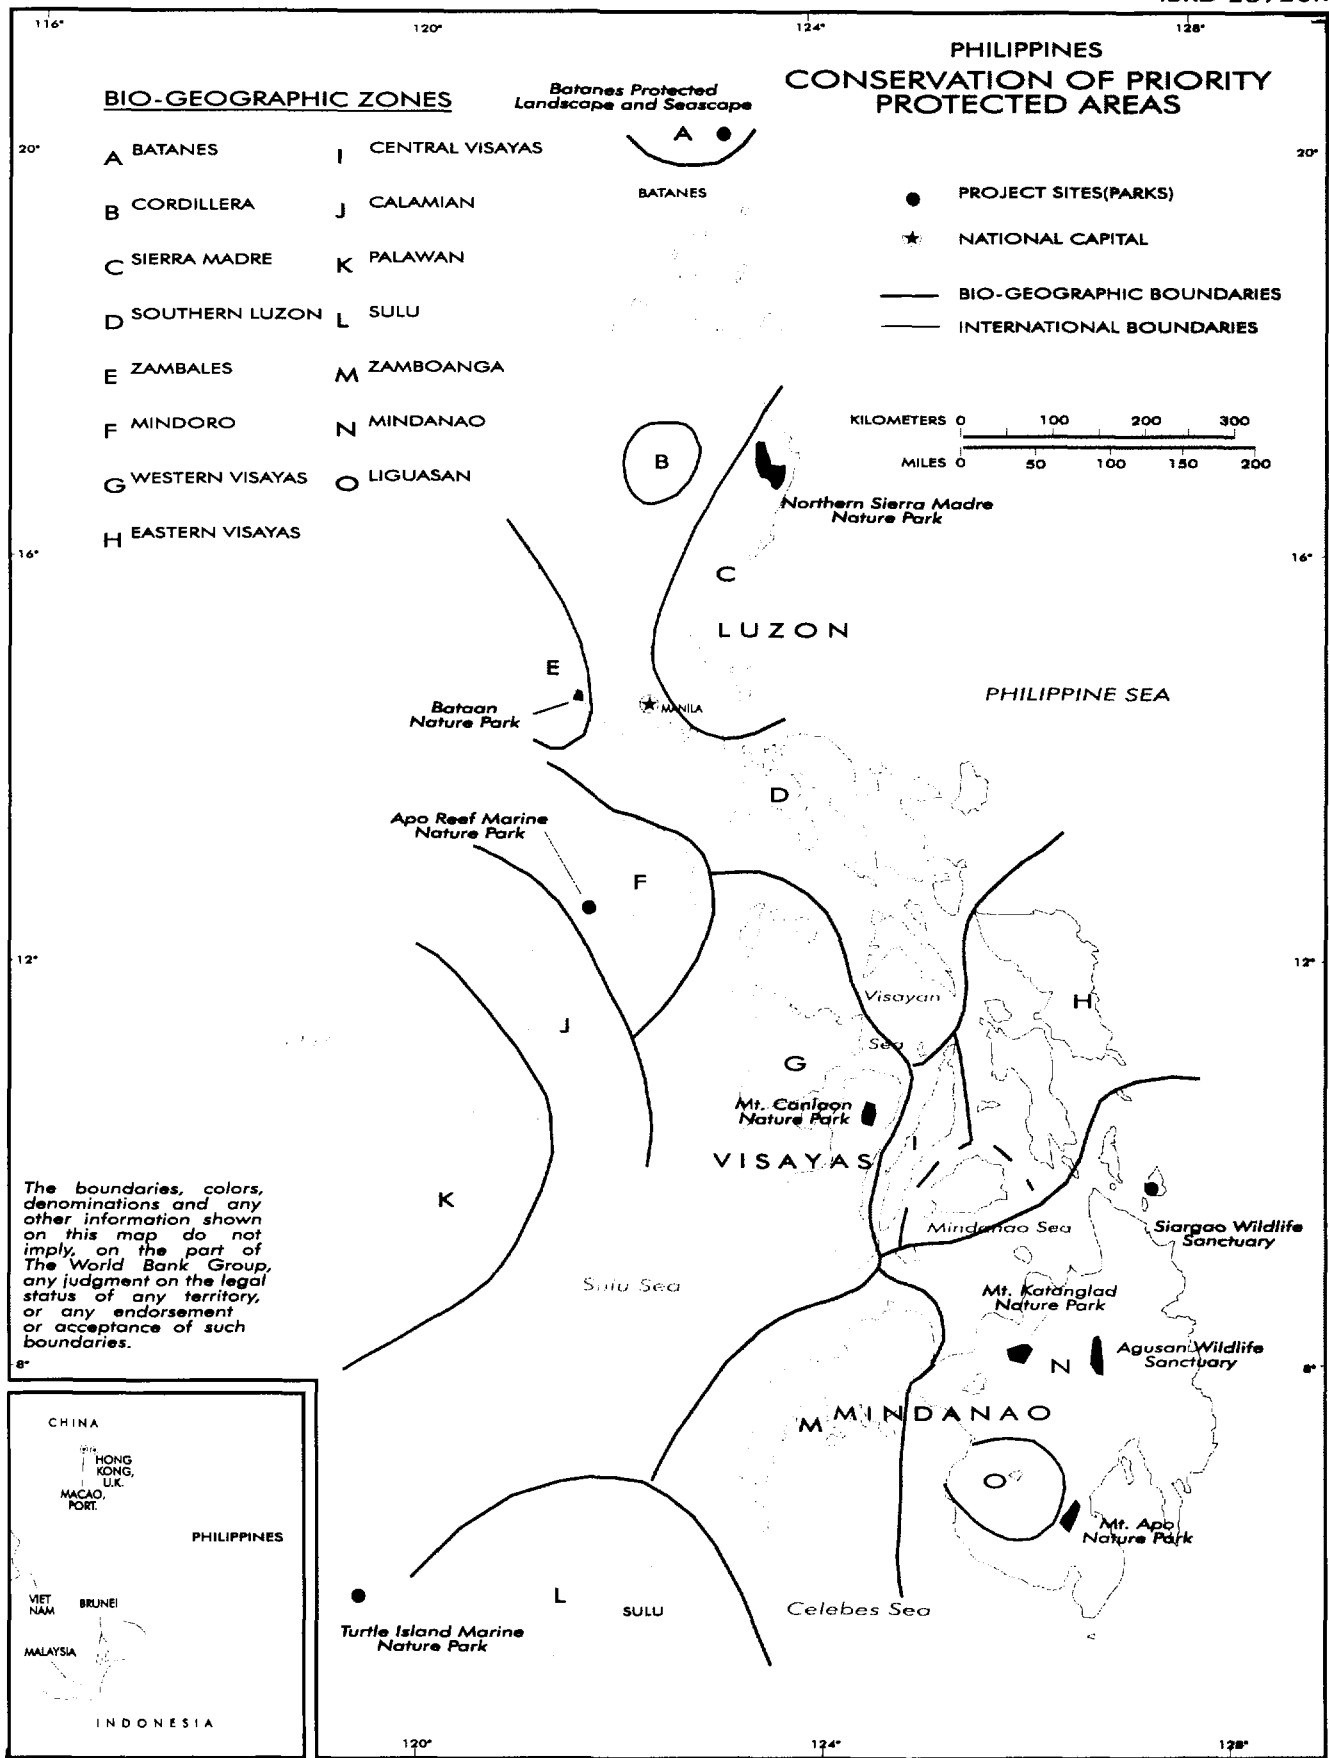 116°
120°
124°
128°
PHILIPPINES
CONSERVATION OF PRIORITY
PROTECTED AREAS
BIO-GEOGRAPHIC ZONES
A BATANES
B CORDILLERA
C SIERRA MADRE
D SOUTHERN LUZON
E ZAMBALES
F MINDORO
G WESTERN VISAYAS
H EASTERN VISAYAS
I CENTRAL VISAYAS
J CALAMIAN
K PALAWAN
L SULU
M ZAMBOANGA
N MINDANAO
O LIGUASAN
PROJECT SITES(PARKS)
NATIONAL CAPITAL
BIO-GEOGRAPHIC BOUNDARIES
INTERNATIONAL BOUNDARIES
KILOMETERS 0 100 200 300
MILES 0 50 100 150 200
Batanes Protected
Landscape and Seascape
A
20°
20°
BATANES
B
Northern Sierra Madre
Nature Park
16°
16°
C
LUZON
E
Bataan
Nature Park
MANILA
PHILIPPINE SEA
D
Apo Reef Marine
Nature Park
F
12°
12°
Visayan
Sea
H
J
G
Mt. Canlaon
Nature Park
I
VISAYAS
K
The boundaries, colors,
denominations and any
other information shown
on this map do not
imply, on the part of
The World Bank Group,
any judgment on the legal
status of any territory,
or any endorsement
or acceptance of such
boundaries.
Mindanao Sea
Siargao Wildlife
Sanctuary
Sulu Sea
Mt. Katanglad
Nature Park
Agusan Wildlife
Sanctuary
8°
8°
N
M
MINDANAO
O
Mt. Apo
Nature Park
L
SULU
Celebes Sea
Turtle Island Marine
Nature Park
CHINA
HONG
KONG,
U.K.
MACAO,
PORT.
PHILIPPINES
VIET
NAM
BRUNEI
MALAYSIA
INDONESIA
120°
124°
128°